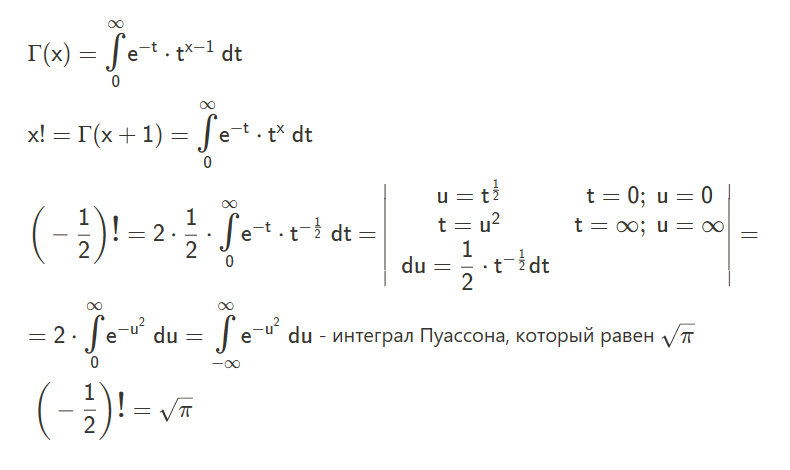 Γ(x) = ∫₀^∞ e^{−t} · t^{x−1} dt
x! = Γ(x + 1) = ∫₀^∞ e^{−t} · t^x dt
(−1/2)! = 2 · 1/2 · ∫₀^∞ e^{−t} · t^{−1/2} dt = | u = t^{1/2} t = 0; u = 0 t = u² t = ∞; u = ∞ du = 1/2 · t^{−1/2}dt | =
= 2 · ∫₀^∞ e^{−u²} du = ∫_{−∞}^∞ e^{−u²} du - интеграл Пуассона, который равен √π
(−1/2)! = √π